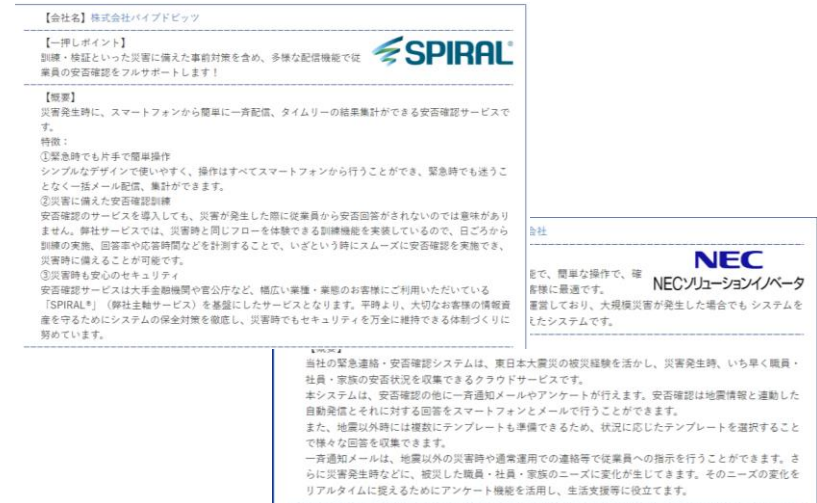 【会社名】株式会社パイプドビッツ
【一押しポイント】
訓練・検証といった災害に備えた事前対策を含め、多様な配信機能で従
業員の安否確認をフルサポートします！
SPIRAL®
【概要】
災害発生時に、スマートフォンから簡単に一斉配信、タイムリーの結果集計ができる安否確認サービスで
す。
特徴：
①緊急時でも片手で簡単操作
シンプルなデザインで使いやすく、操作はすべてスマートフォンから行うことができ、緊急時でも迷うこ
となく一括メール配信、集計ができます。
②災害に備えた安否確認訓練
安否確認のサービスを導入しても、災害が発生した際に従業員から安否回答がされないのでは意味があり
ません。弊社サービスでは、災害時と同じフローを体験できる訓練機能を実装しているので、日ごろから
訓練の実施、回答率や応答時間などを計測することで、いざという時にスムーズに安否確認を実施でき、
災害時に備えることが可能です。
③災害時も安心のセキュリティ
安否確認サービスは大手金融機関や官公庁など、幅広い業種・業態のお客様にご利用いただいている
「SPIRAL®」（弊社主軸サービス）を基盤にしたサービスとなります。平時より、大切なお客様の情報資
産を守るためにシステムの保全対策を徹底し、災害時でもセキュリティを万全に維持できる体制づくりに
努めています。
会社
能で、簡単な操作で、確
客様に最適です。
NEC
NECソリューションイノベータ
運営しており、大規模災害が発生した場合でも システムを
えたシステムです。
【概要】
当社の緊急連絡・安否確認システムは、東日本大震災の被災経験を活かし、災害発生時、いち早く職員・
社員・家族の安否状況を収集できるクラウドサービスです。
本システムは、安否確認の他に一斉通知メールやアンケートが行えます。安否確認は地震情報と連動した
自動発信とそれに対する回答をスマートフォンとメールで行うことができます。
また、地震以外時には複数にテンプレートも準備できるため、状況に応じたテンプレートを選択すること
で様々な回答を収集できます。
一斉通知メールは、地震以外の災害時や通常運用での連絡等で従業員への指示を行うことができます。さ
らに災害発生時などに、被災した職員・社員・家族のニーズに変化が生じてきます。そのニーズの変化を
リアルタイムに捉えるためにアンケート機能を活用し、生活支援等に役立てます。